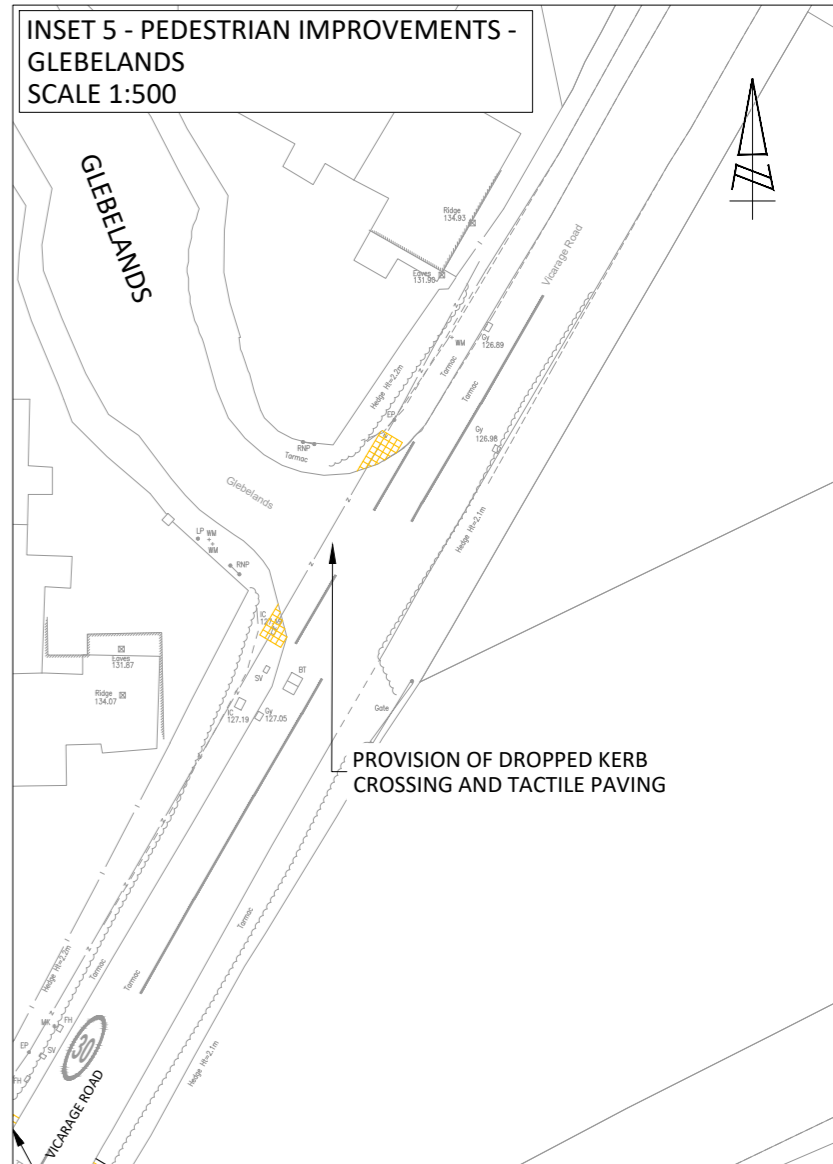 INSET 5 - PEDESTRIAN IMPROVEMENTS -
GLEBELANDS
SCALE 1:500
GLEBELANDS
Ridge
134.93
Eaves
131.90
Vicarage Road
WM
Gy
126.89
Tarmac
Tarmac
Hedge Ht=2.2m
EP
Gy
126.98
RNP
Tarmac
Glebelands
Hedge Ht=2.1m
LP
WM
WM
RNP
IC
SV
BT
Eaves
131.87
Ridge
134.07
IC
127.19
Gy
127.05
Gate
PROVISION OF DROPPED KERB
CROSSING AND TACTILE PAVING
Tarmac
Hedge Ht=2.2m
Tarmac
Tarmac
MK
FH
EP
SV
30
Hedge Ht=2.1m
FH
VICARAGE ROAD
N